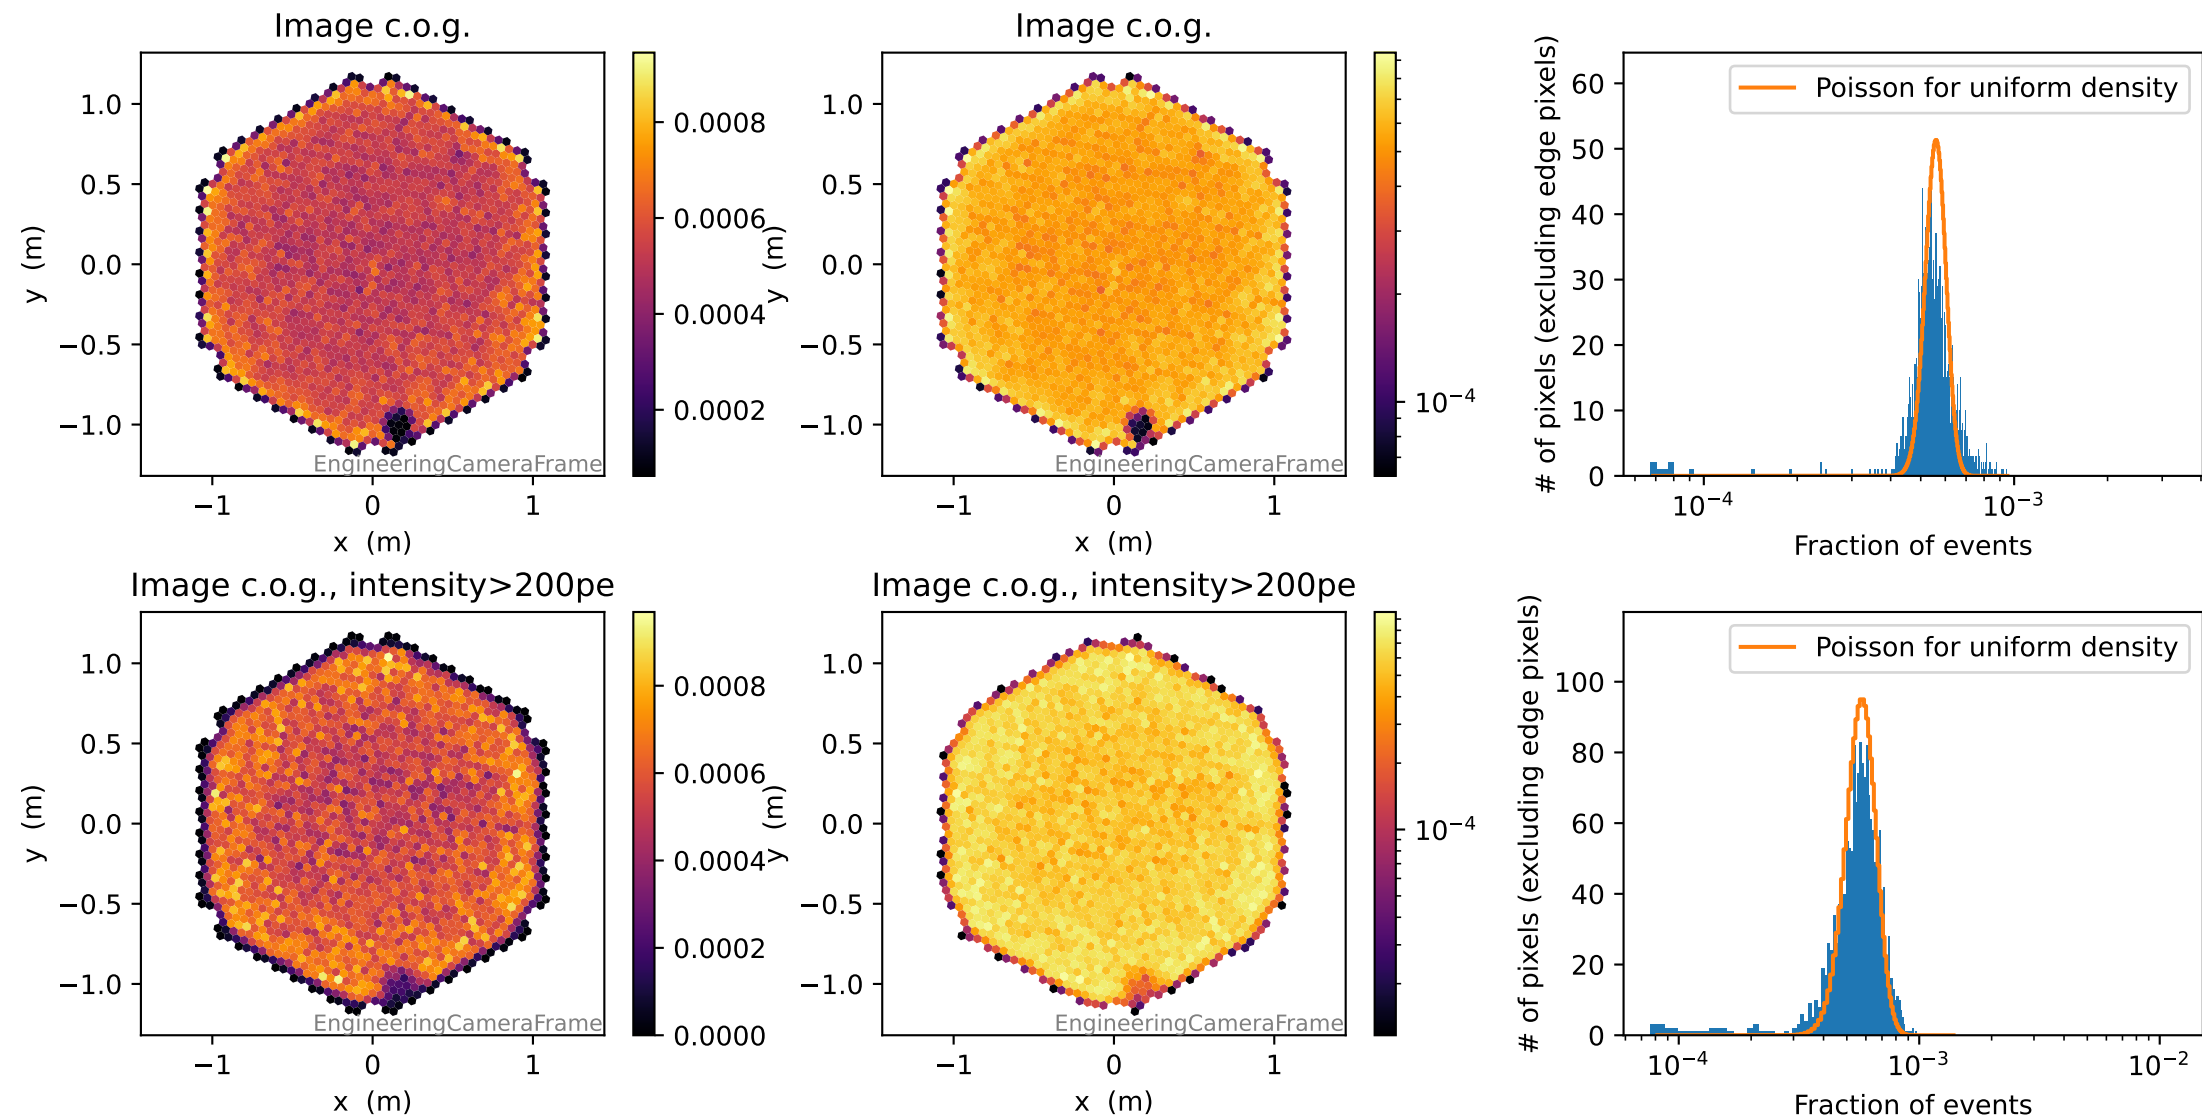 Image c.o.g.
1.0
0.5
0.0
−0.5
−1.0
y (m)
−1
0
1
x (m)
EngineeringCameraFrame
0.0008
0.0006
0.0004
0.0002
Image c.o.g.
1.0
0.5
0.0
−0.5
−1.0
y (m)
−1
0
1
x (m)
EngineeringCameraFrame
10⁻⁴
Poisson for uniform density
60
50
40
30
20
10
0
# of pixels (excluding edge pixels)
10⁻⁴
10⁻³
Fraction of events
Image c.o.g., intensity>200pe
1.0
0.5
0.0
−0.5
−1.0
y (m)
−1
0
1
x (m)
EngineeringCameraFrame
0.0008
0.0006
0.0004
0.0002
0.0000
Image c.o.g., intensity>200pe
1.0
0.5
0.0
−0.5
−1.0
y (m)
−1
0
1
x (m)
EngineeringCameraFrame
10⁻⁴
Poisson for uniform density
100
80
60
40
20
0
# of pixels (excluding edge pixels)
10⁻⁴
10⁻³
10⁻²
Fraction of events